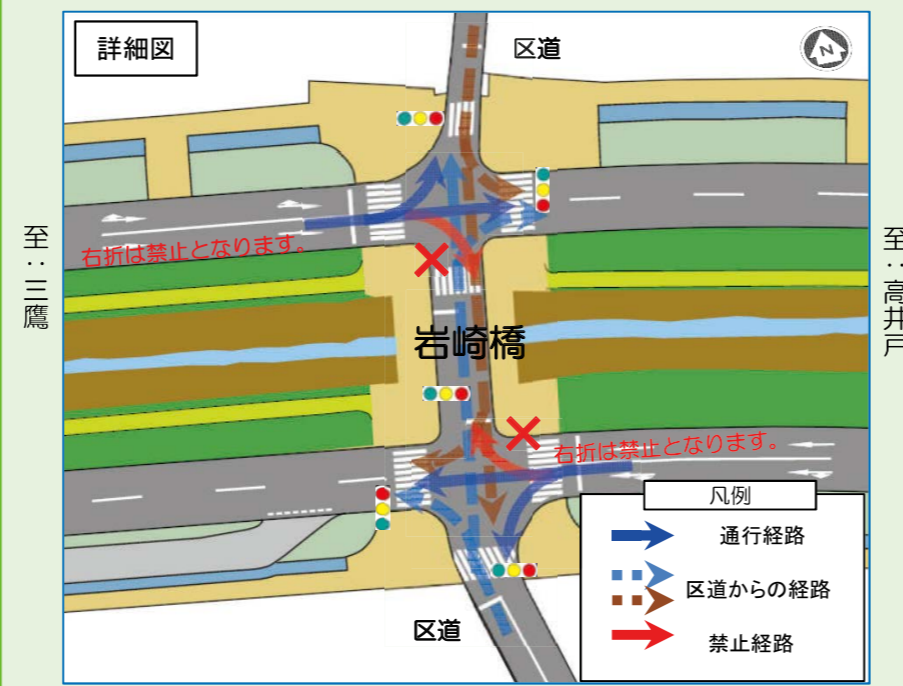 詳細図
区道
N
右折は禁止となります。
至：三鷹
至：高井戸
岩崎橋
右折は禁止となります。
凡例
通行経路
区道からの経路
禁止経路
区道